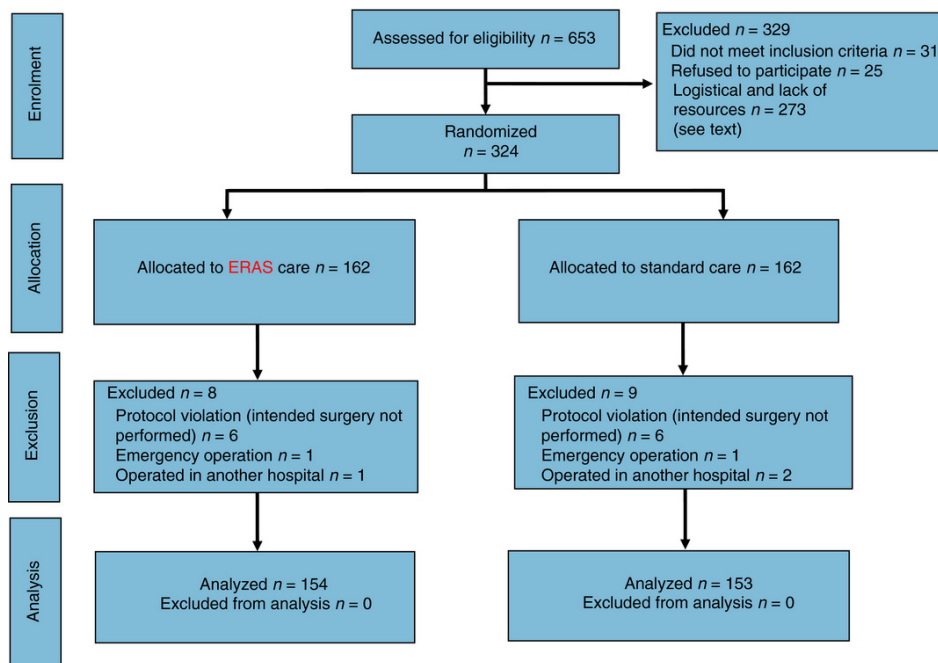 Enrolment
Assessed for eligibility n = 653
Excluded n = 329
Did not meet inclusion criteria n = 31
Refused to participate n = 25
Logistical and lack of
resources n = 273
(see text)
Randomized
n = 324
Allocation
Allocated to ERAS care n = 162
Allocated to standard care n = 162
Exclusion
Excluded n = 8
Protocol violation (intended surgery not
performed) n = 6
Emergency operation n = 1
Operated in another hospital n = 1
Excluded n = 9
Protocol violation (intended surgery not
performed) n = 6
Emergency operation n = 1
Operated in another hospital n = 2
Analysis
Analyzed n = 154
Excluded from analysis n = 0
Analyzed n = 153
Excluded from analysis n = 0